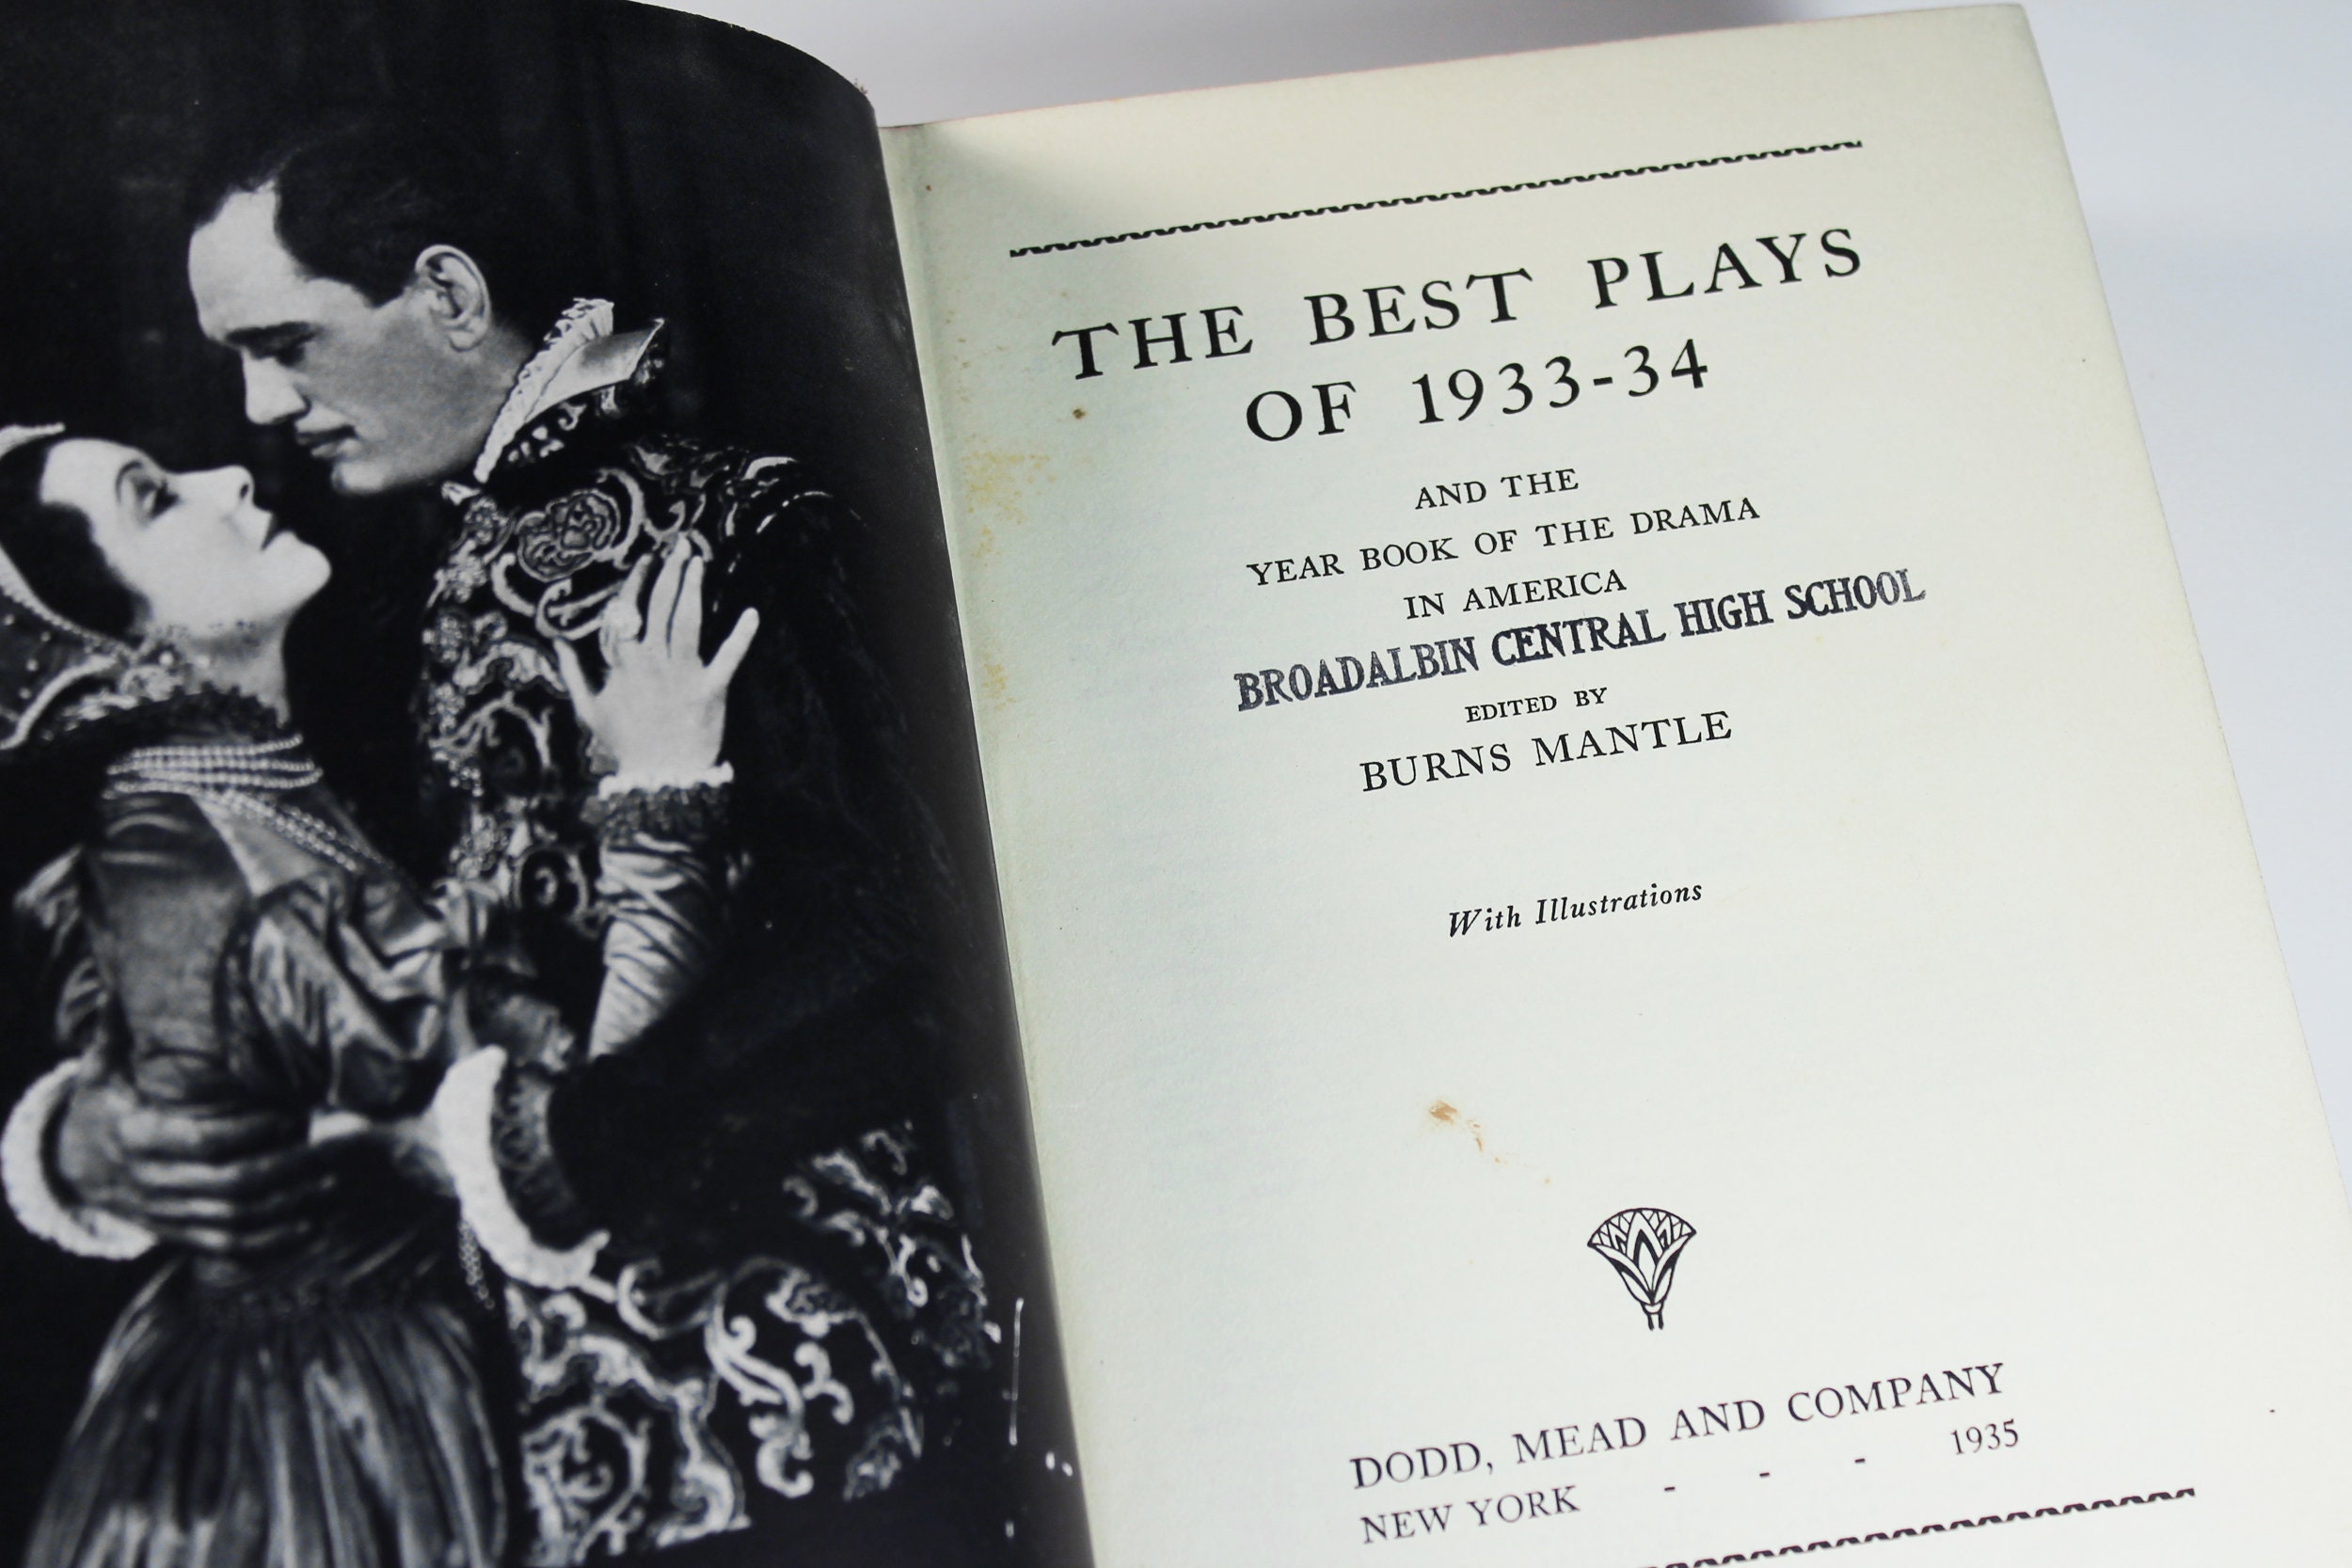 THE BEST PLAYS
OF 1933-34
AND THE
YEAR BOOK OF THE DRAMA
IN AMERICA
BROADALBIN CENTRAL HIGH SCHOOL
EDITED BY
BURNS MANTLE
With Illustrations
DODD, MEAD AND COMPANY
NEW YORK - - - 1935